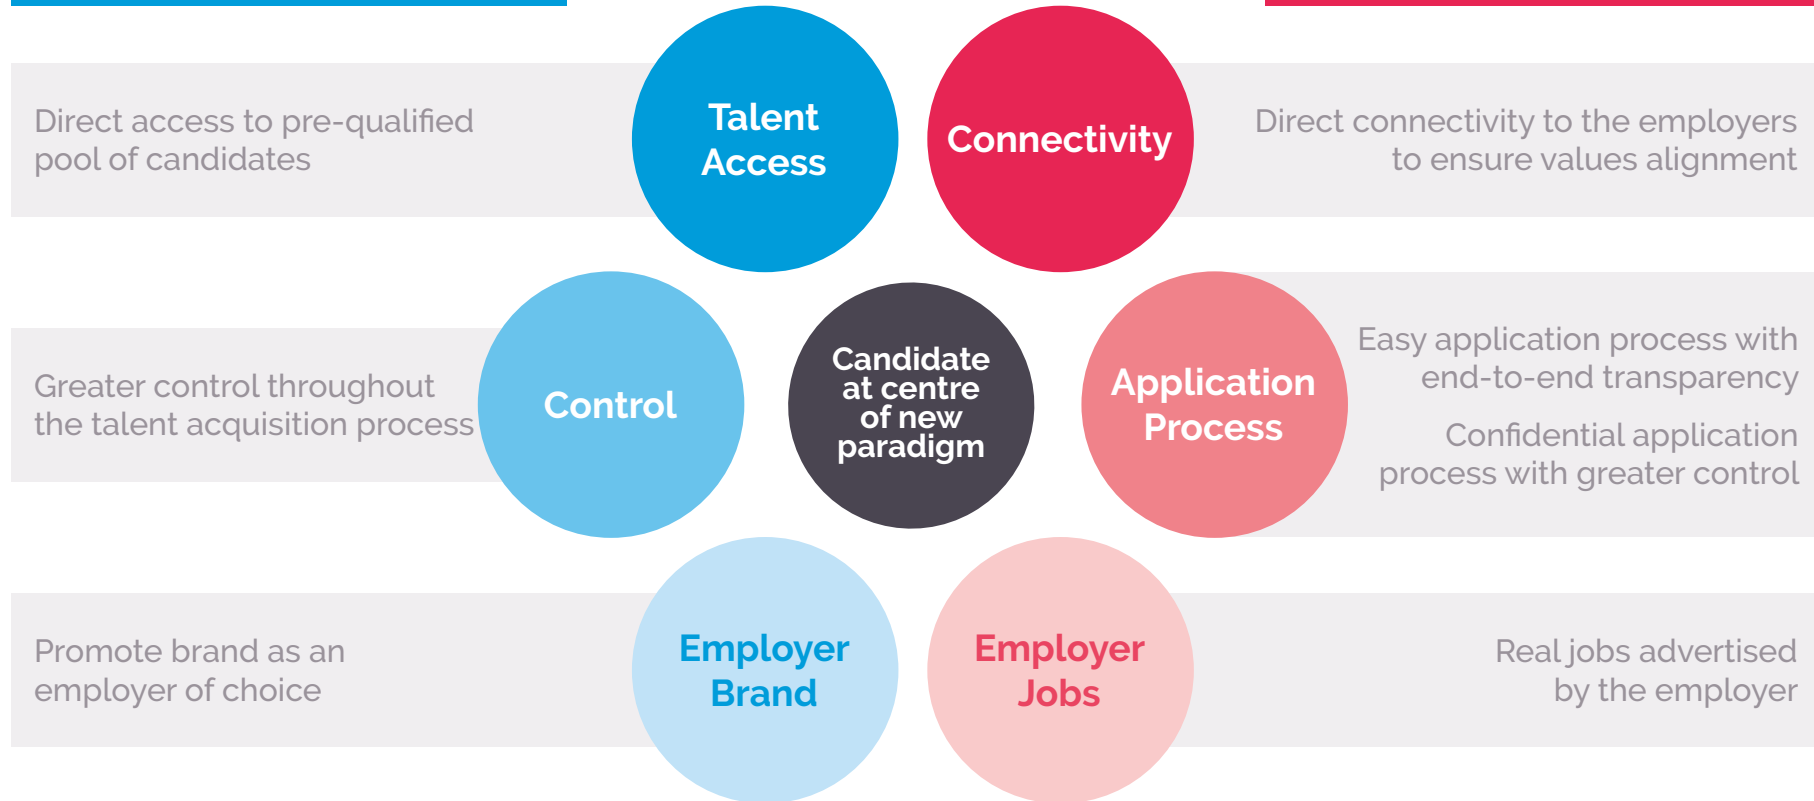 Direct access to pre-qualified
pool of candidates
Talent
Access
Connectivity
Direct connectivity to the employers
to ensure values alignment
Greater control throughout
the talent acquisition process
Control
Candidate
at centre
of new
paradigm
Application
Process
Easy application process with
end-to-end transparency
Confidential application
process with greater control
Promote brand as an
employer of choice
Employer
Brand
Employer
Jobs
Real jobs advertised
by the employer